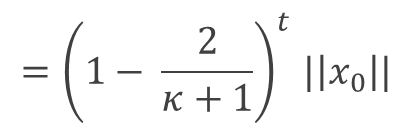 = (1 − 2/(κ + 1))^t ||x₀||